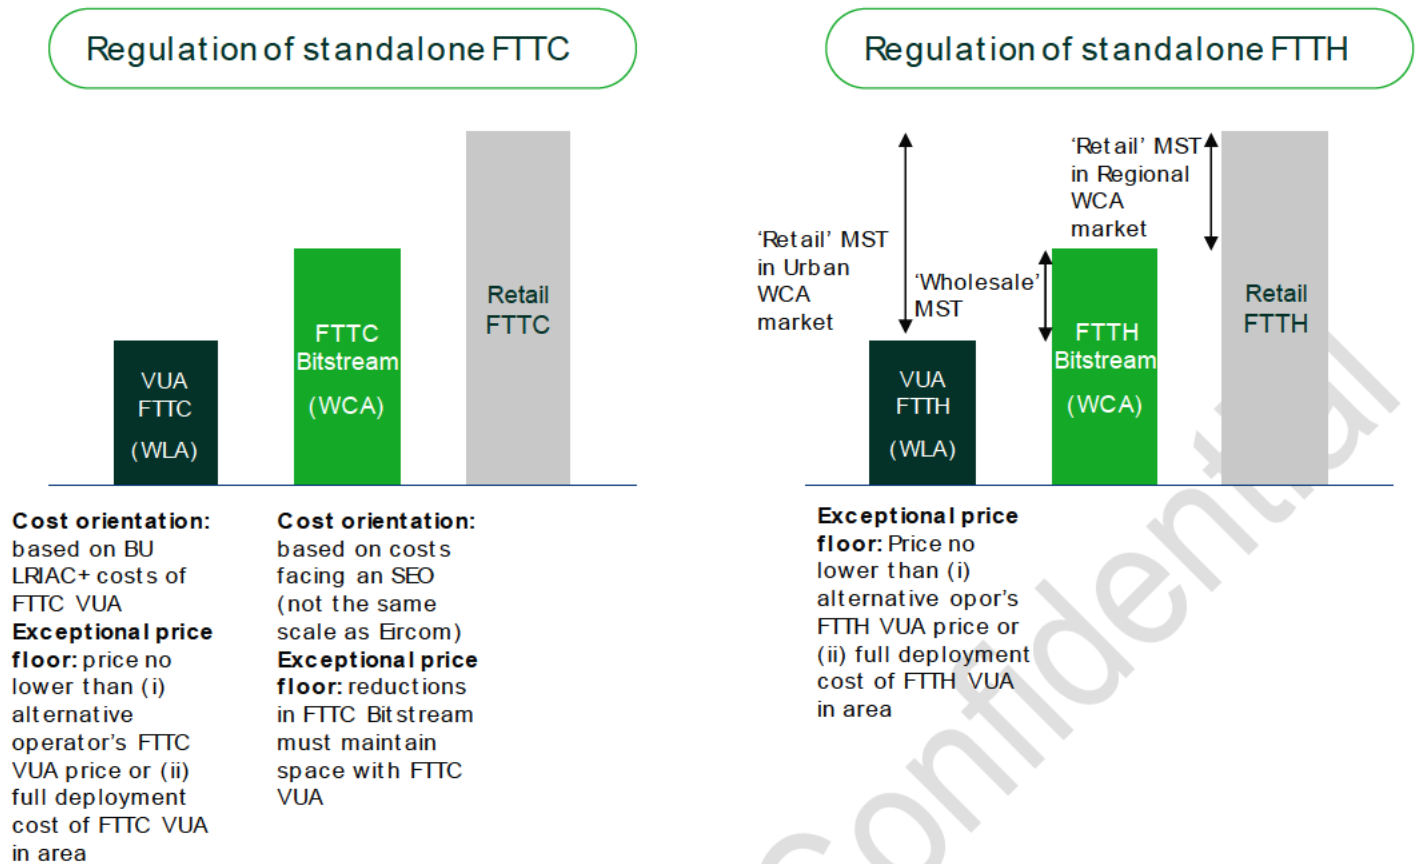 Regulation of standalone FTTC
VUA
FTTC
(WLA)
FTTC
Bitstream
(WCA)
Retail
FTTC
Cost orientation:
based on BU
LRIAC+ costs of
FTTC VUA
Exceptional price
floor: price no
lower than (i)
alternative
operator's FTTC
VUA price or (ii)
full deployment
cost of FTTC VUA
in area
Cost orientation:
based on costs
facing an SEO
(not the same
scale as Eircom)
Exceptional price
floor: reductions
in FTTC Bitstream
must maintain
space with FTTC
VUA
Regulation of standalone FTTH
‘Retail’ MST
in Urban
WCA
market
‘Wholesale’
MST
‘Retail’ MST
in Regional
WCA
market
VUA
FTTH
(WLA)
FTTH
Bitstream
(WCA)
Retail
FTTH
Exceptional price
floor: Price no
lower than (i)
alternative opor’s
FTTH VUA price or
(ii) full deployment
cost of FTTH VUA
in area
Confidential